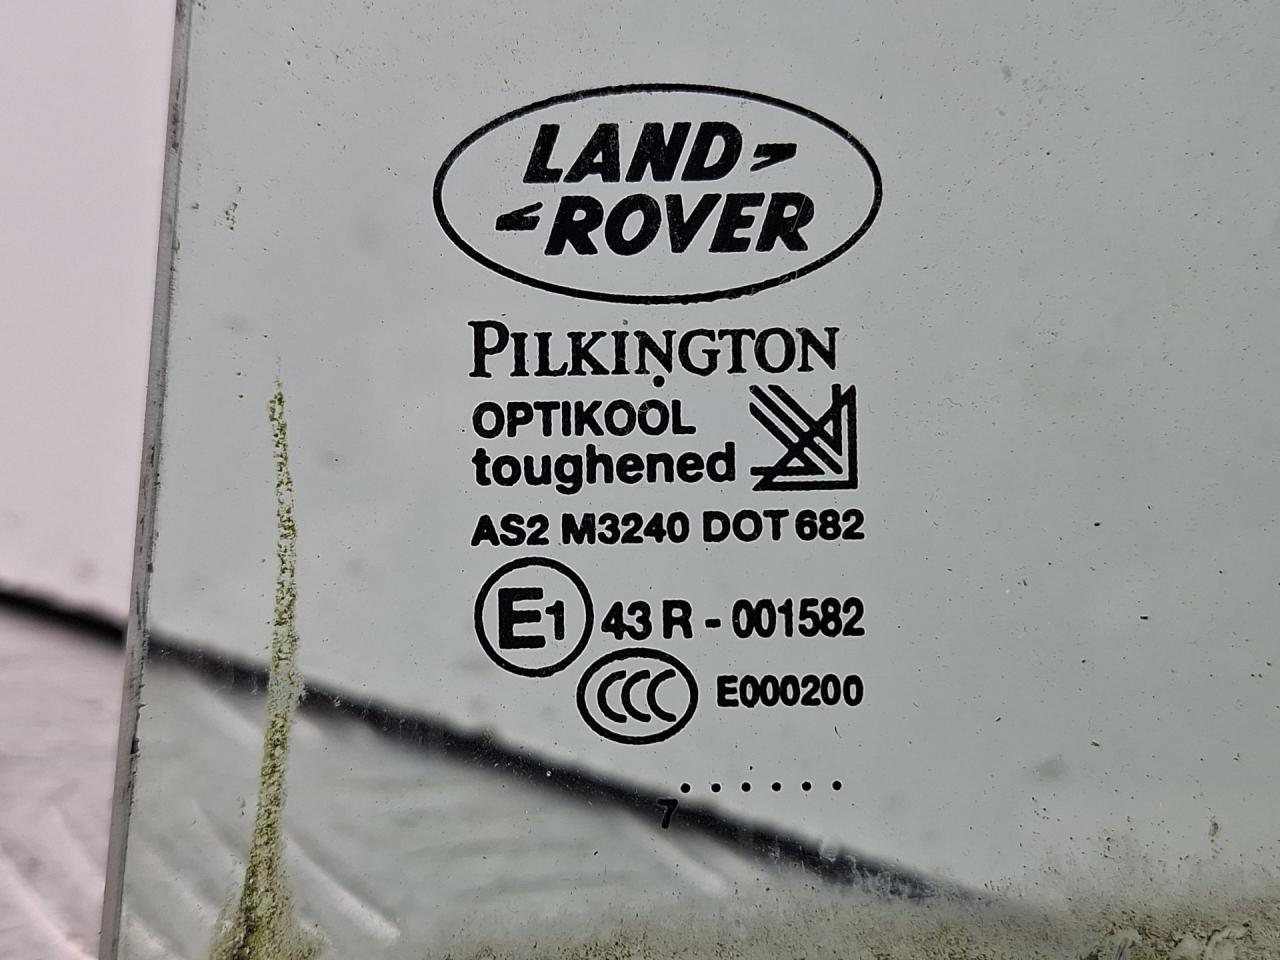 LAND
ROVER
PILKINGTON
OPTIKOOL
toughened
AS2 M3240 DOT 682
E1 43 R - 001582
CCC E000200
......
7